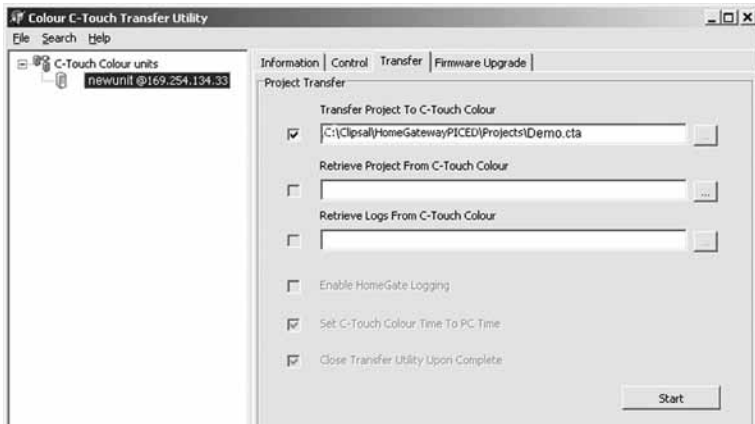 Colour C-Touch Transfer Utility
File Search Help
C-Touch Colour units
newunit @169.254.134.33
Information Control Transfer Firmware Upgrade
Project Transfer
Transfer Project To C-Touch Colour
C:\Clipsal\HomeGatewayPICED\Projects\Demo.cta
...
Retrieve Project From C-Touch Colour
...
Retrieve Logs From C-Touch Colour
...
Enable HomeGate Logging
Set C-Touch Colour Time To PC Time
Close Transfer Utility Upon Complete
Start